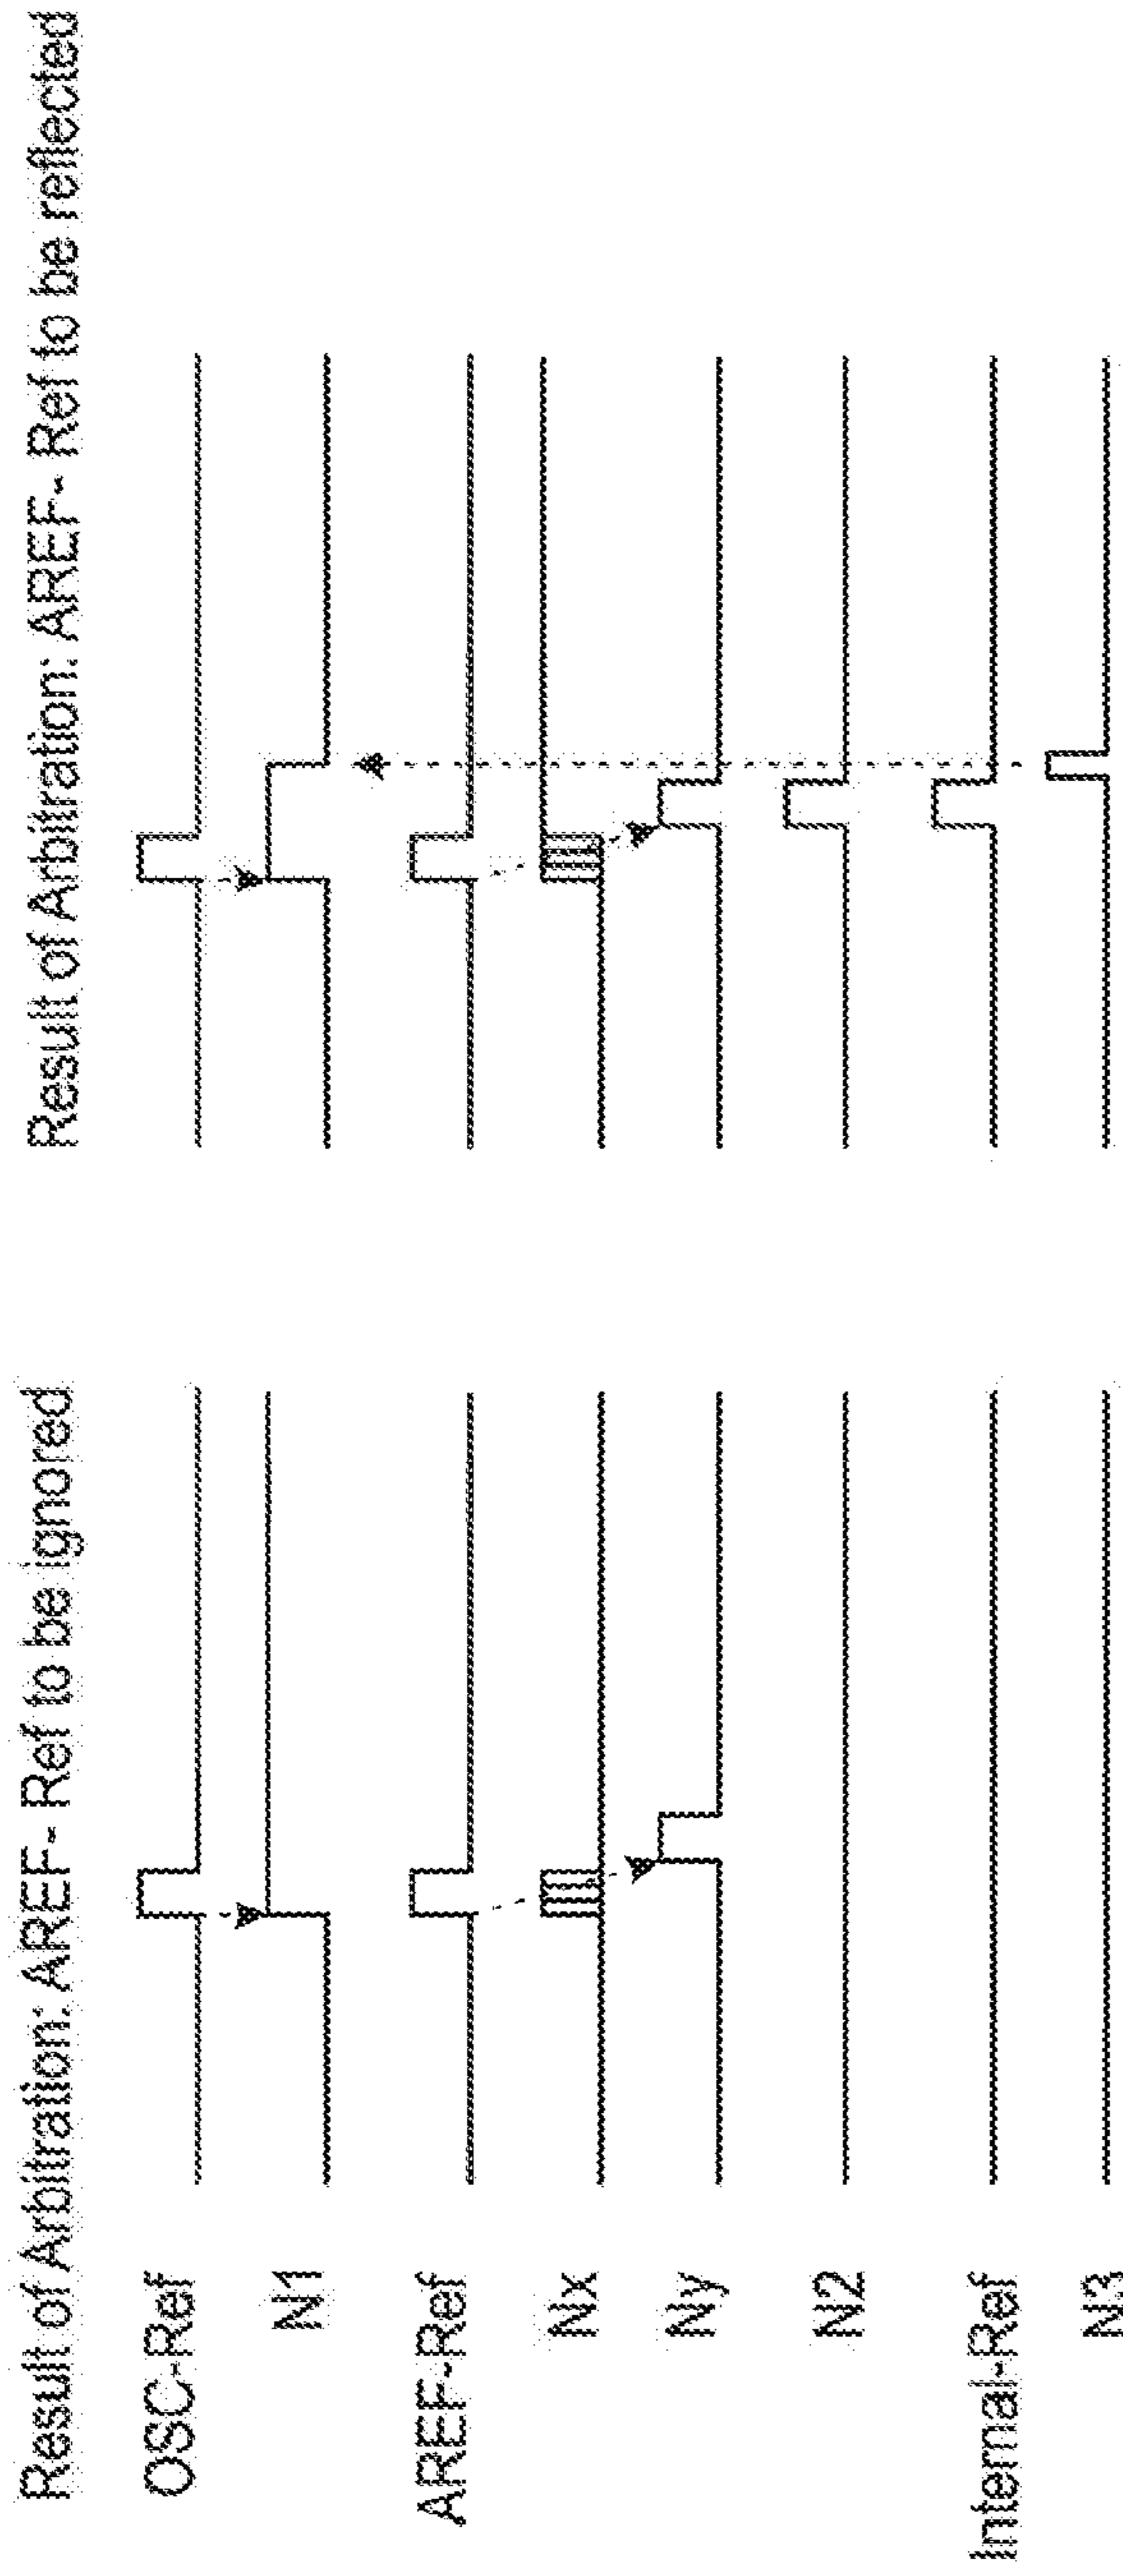 Result of Arbitration: AREF- Ref to be ignored
Result of Arbitration: AREF- Ref to be reflected
OSC-Ref
N1
AREF-Ref
Nx
Ny
N2
Internal-Ref
N3